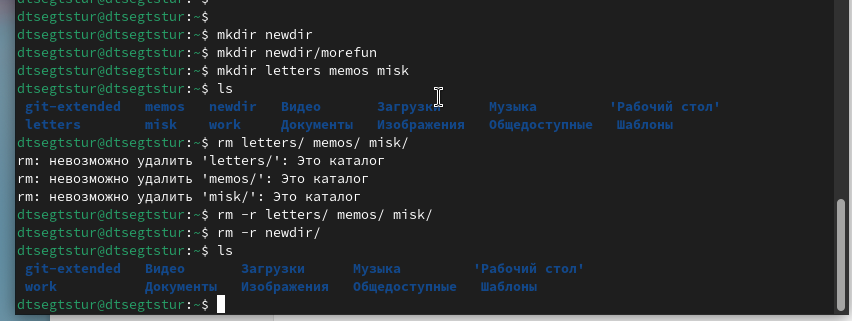 dtsegtstur@dtsegtstur:~$
dtsegtstur@dtsegtstur:~$
dtsegtstur@dtsegtstur:~$ mkdir newdir
dtsegtstur@dtsegtstur:~$ mkdir newdir/morefun
dtsegtstur@dtsegtstur:~$ mkdir letters memos misk
dtsegtstur@dtsegtstur:~$ ls
git-extended memos newdir Видео Загрузки Музыка 'Рабочий стол'
letters misk work Документы Изображения Общедоступные Шаблоны
dtsegtstur@dtsegtstur:~$ rm letters/ memos/ misk/
rm: невозможно удалить 'letters/': Это каталог
rm: невозможно удалить 'memos/': Это каталог
rm: невозможно удалить 'misk/': Это каталог
dtsegtstur@dtsegtstur:~$ rm -r letters/ memos/ misk/
dtsegtstur@dtsegtstur:~$ rm -r newdir/
dtsegtstur@dtsegtstur:~$ ls
git-extended Видео Загрузки Музыка 'Рабочий стол'
work Документы Изображения Общедоступные Шаблоны
dtsegtstur@dtsegtstur:~$